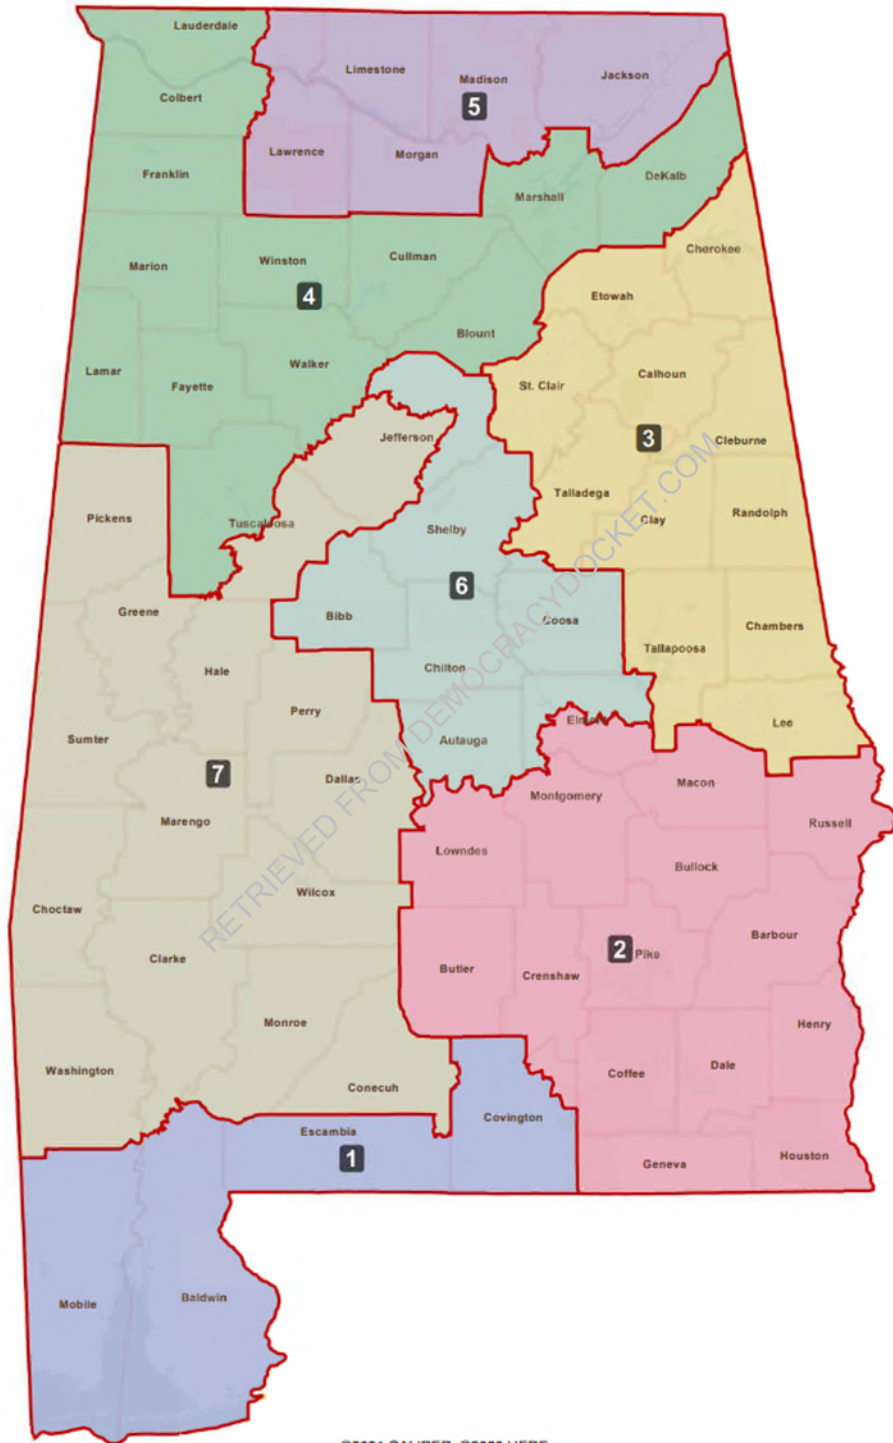 Lauderdale
Limestone
Madison
Jackson
Colbert
5
Lawrence
Morgan
Franklin
Marshall
DeKalb
Cherokee
Marion
Winston
Cullman
4
Etowah
Blount
Lamar
Fayette
Walker
St. Clair
Calhoun
3
Cleburne
Jefferson
Pickens
Tuscaloosa
Talladega
Clay
Randolph
Shelby
6
Greene
Bibb
Coosa
Chambers
Hale
Chilton
Tallapoosa
Perry
Sumter
Autauga
Elmore
Lee
7
Dallas
Montgomery
Macon
Marengo
Lowndes
Russell
Bullock
Wilcox
Choctaw
Clarke
Butler
Crenshaw
2
Pike
Barbour
Monroe
Henry
Washington
Conecuh
Coffee
Dale
Covington
Escambia
1
Geneva
Houston
Mobile
Baldwin
RETRIEVED FROM DEMOCRACYDOCKET.COM